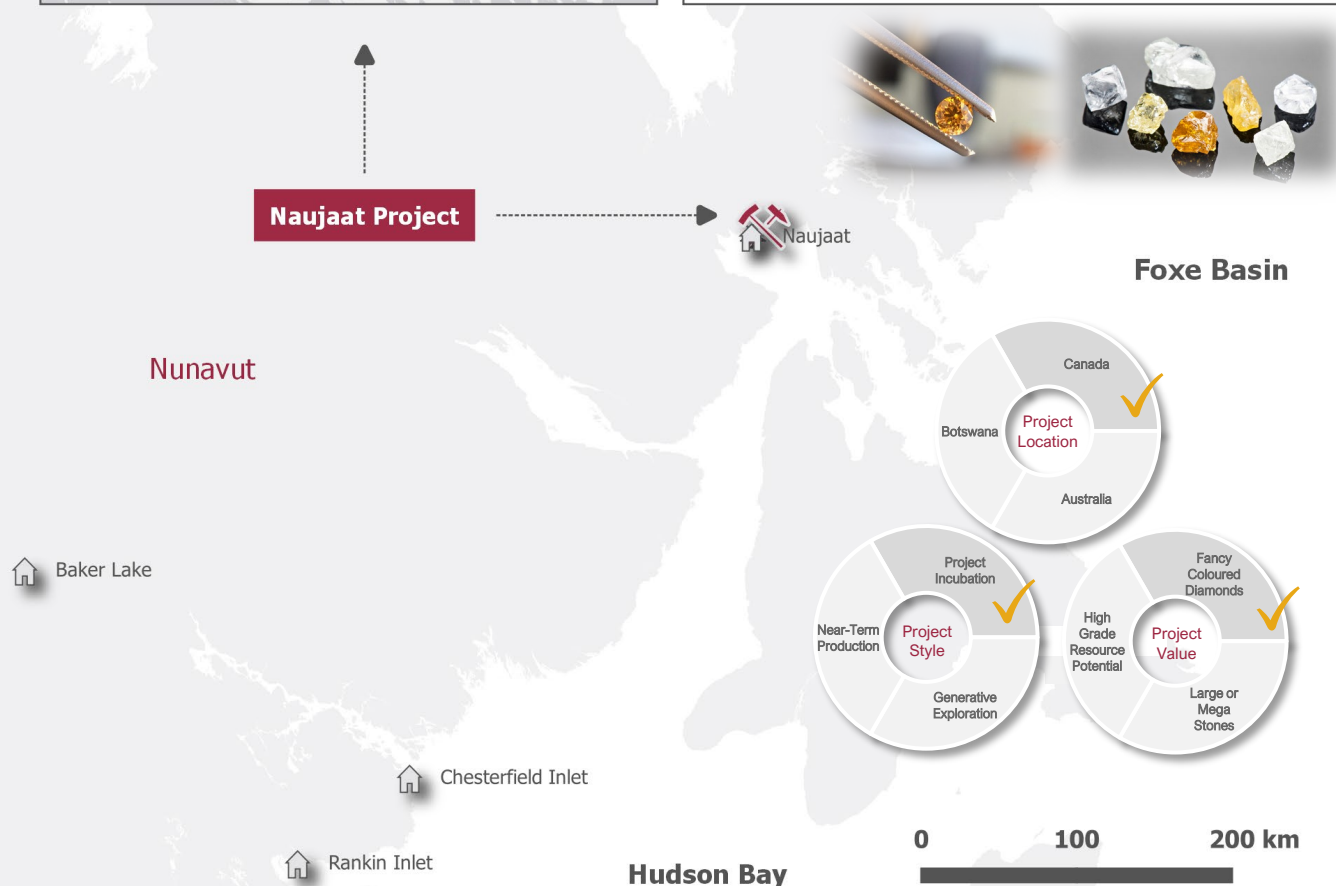 Naujaat Project
Naujaat
Foxe Basin
Nunavut
Canada
Botswana
Project
Location
Australia
Baker Lake
Project
Incubation
Near-Term
Production
Project
Style
Generative
Exploration
Fancy
Coloured
Diamonds
High
Grade
Resource
Potential
Project
Value
Large or
Mega
Stones
Chesterfield Inlet
Rankin Inlet
Hudson Bay
0 100 200 km